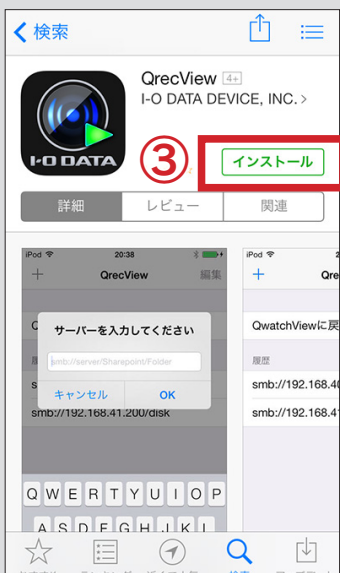 検索
QrecView 4+
I-O DATA DEVICE, INC. >
I-O DATA
③
インストール
詳細
レビュー
関連
iPod
20:38
QrecView
編集
サーバーを入力してください
smb://server/Sharepoint/Folder
キャンセル
OK
smb://192.168.41.200/disk
Q W E R T Y U I O P
A S D F G H J K L
iPod
Qre
QwatchViewに戻
履歴
smb://192.168.40
smb://192.168.41